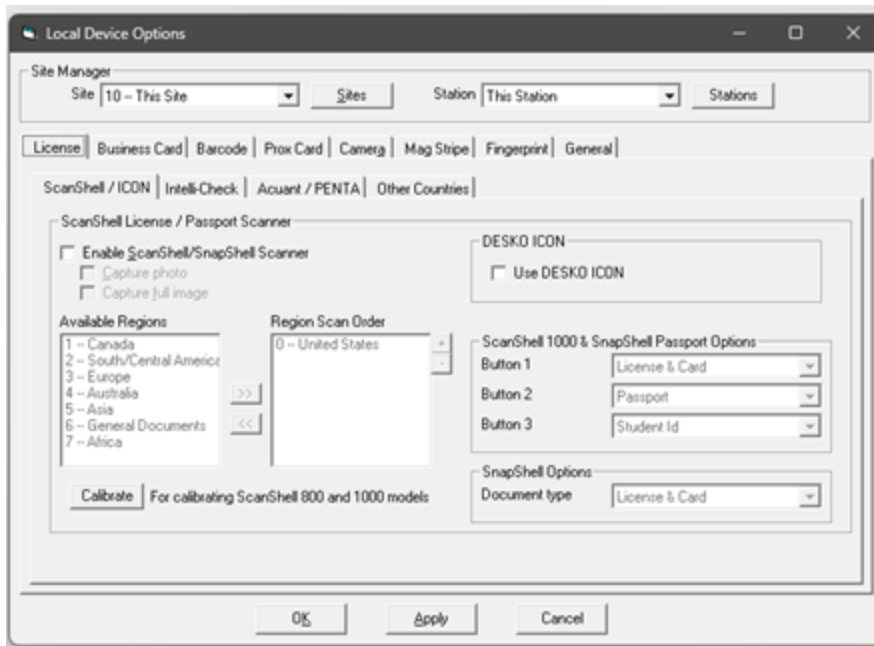 Local Device Options
Site Manager
Site 10 -- This Site Sites Station This Station Stations
License Business Card Barcode Prox Card Camera Mag Stripe Fingerprint General
ScanShell / ICON Intelli-Check Acuant / PENTA Other Countries
ScanShell License / Passport Scanner
Enable ScanShell/SnapShell Scanner
Capture photo
Capture full image
DESKO ICON
Use DESKO ICON
Available Regions
1 -- Canada
2 -- South/Central America
3 -- Europe
4 -- Australia
5 -- Asia
6 -- General Documents
7 -- Africa
>>
<<
Region Scan Order
0 -- United States
+
-
ScanShell 1000 & SnapShell Passport Options
Button 1 License & Card
Button 2 Passport
Button 3 Student Id
Calibrate For calibrating ScanShell 800 and 1000 models
SnapShell Options
Document type License & Card
OK Apply Cancel